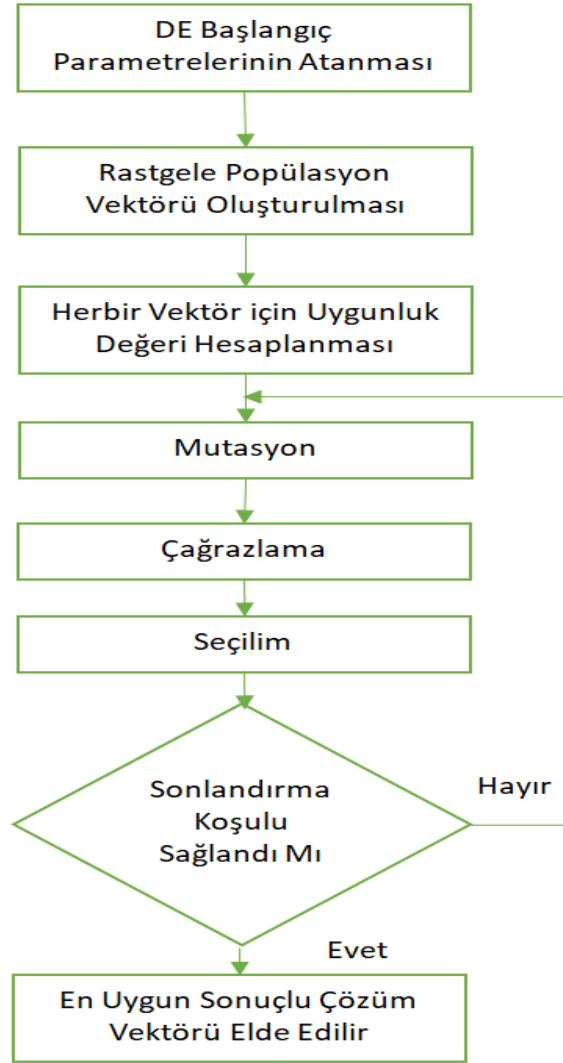 DE Başlangıç
Parametrelerinin Atanması
Rastgele Popülasyon
Vektörü Oluşturulması
Herbir Vektör için Uygunluk
Değeri Hesaplanması
Mutasyon
Çağrazlama
Seçilim
Sonlandırma
Koşulu
Sağlandı Mı
Hayır
Evet
En Uygun Sonuçlu Çözüm
Vektörü Elde Edilir